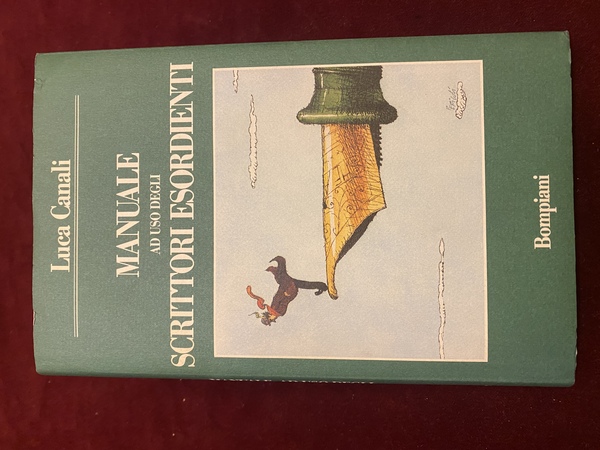 Luca Canali
MANUALE
AD USO DEGLI
SCRITTORI ESORDIENTI
Bompiani